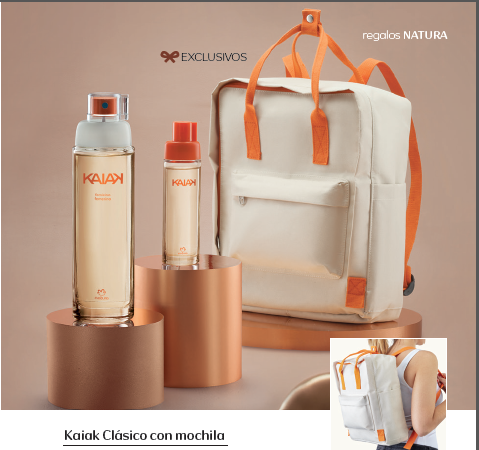 regalos NATURA
EXCLUSIVOS
KAIAK
KAIAK
Kaiak Clásico con mochila